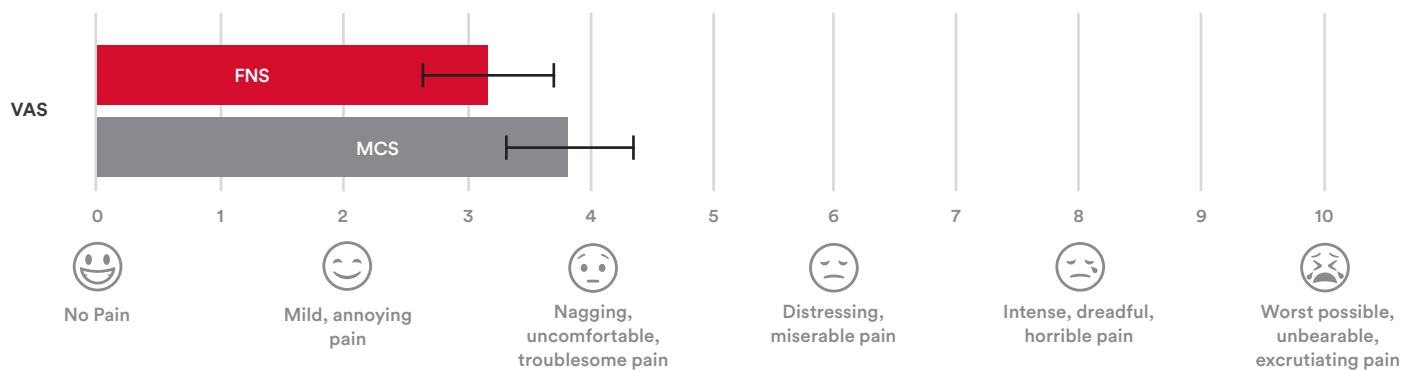 FNS
VAS
MCS
0 1 2 3 4 5 6 7 8 9 10
No Pain
Mild, annoying
pain
Nagging,
uncomfortable,
troublesome pain
Distressing,
miserable pain
Intense, dreadful,
horrible pain
Worst possible,
unbearable,
excrutiating pain